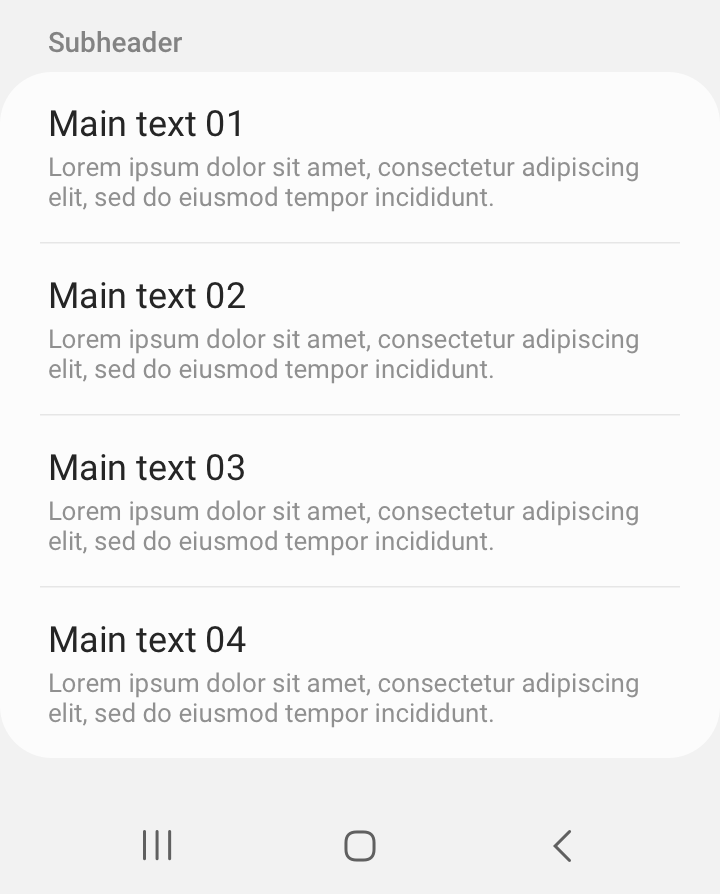 Subheader
Main text 01
Lorem ipsum dolor sit amet, consectetur adipiscing
elit, sed do eiusmod tempor incididunt.
Main text 02
Lorem ipsum dolor sit amet, consectetur adipiscing
elit, sed do eiusmod tempor incididunt.
Main text 03
Lorem ipsum dolor sit amet, consectetur adipiscing
elit, sed do eiusmod tempor incididunt.
Main text 04
Lorem ipsum dolor sit amet, consectetur adipiscing
elit, sed do eiusmod tempor incididunt.